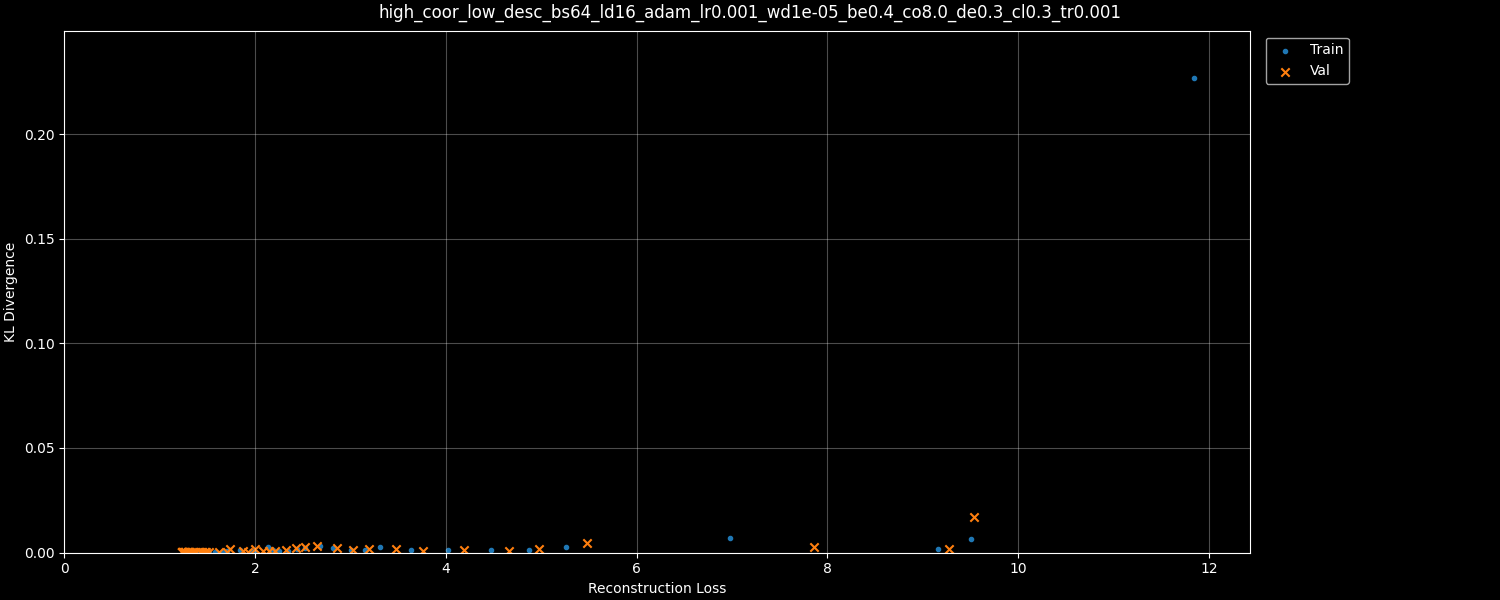 high_coor_low_desc_bs64_ld16_adam_lr0.001_wd1e-05_be0.4_co8.0_de0.3_cl0.3_tr0.001
Train
Val
KL Divergence
0.20
0.15
0.10
0.05
0.00
0 2 4 6 8 10 12
Reconstruction Loss